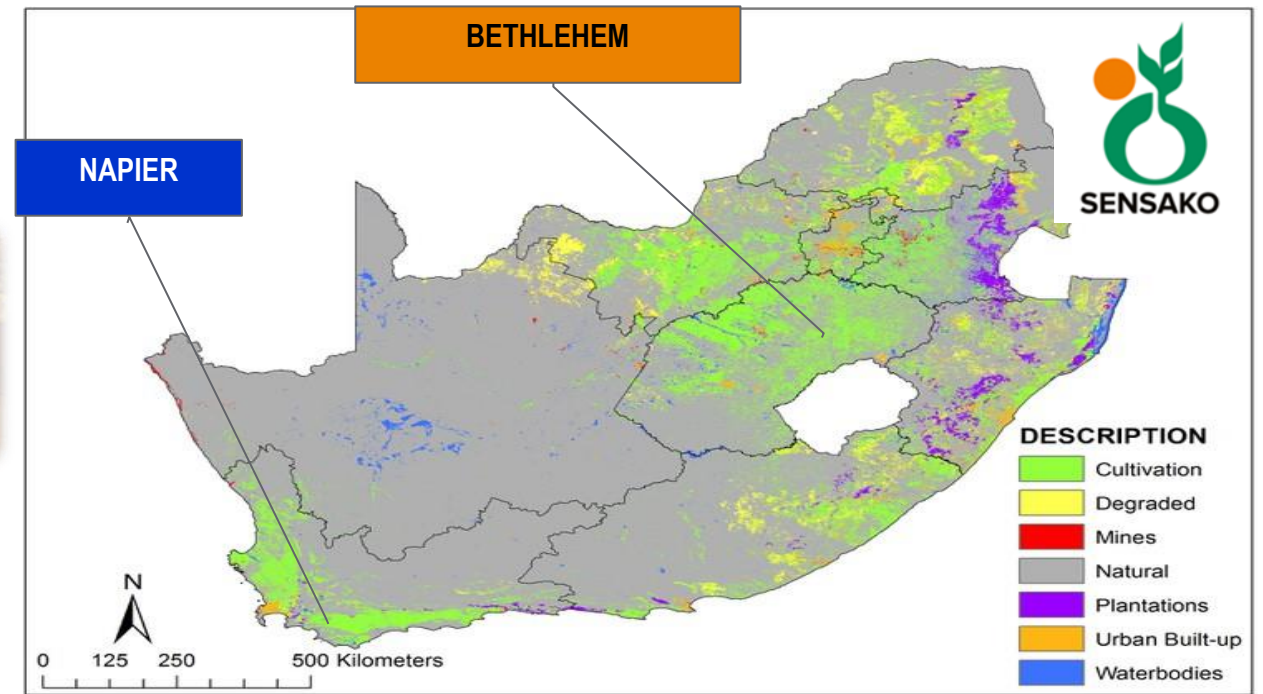 BETHLEHEM
NAPIER
SENSAKO
DESCRIPTION
Cultivation
Degraded
Mines
Natural
Plantations
Urban Built-up
Waterbodies
N
0 125 250 500 Kilometers